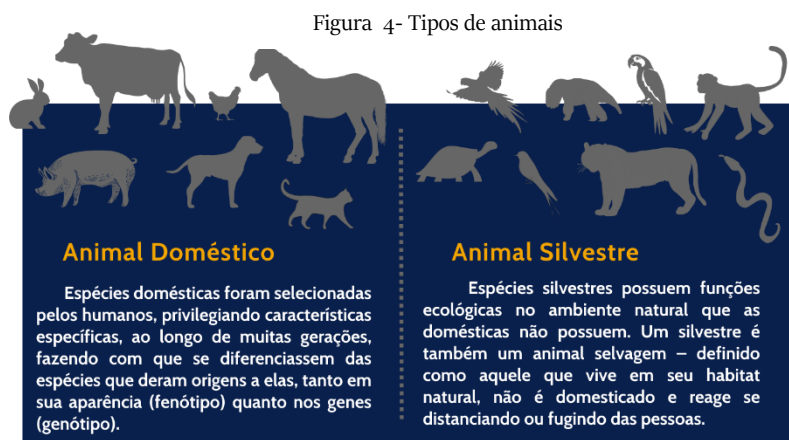 Figura 4- Tipos de animais
Animal Doméstico
Espécies domésticas foram selecionadas
pelos humanos, privilegiando características
específicas, ao longo de muitas gerações,
fazendo com que se diferenciassem das
espécies que deram origens a elas, tanto em
sua aparência (fenótipo) quanto nos genes
(genótipo).
Animal Silvestre
Espécies silvestres possuem funções
ecológicas no ambiente natural que as
domésticas não possuem. Um silvestre é
também um animal selvagem – definido
como aquele que vive em seu habitat
natural, não é domesticado e reage se
distanciando ou fugindo das pessoas.